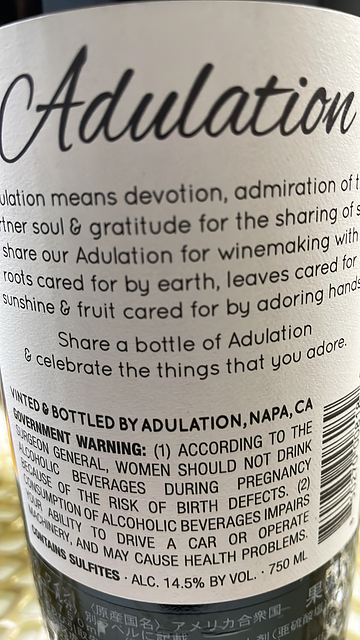 Adulation
ulation means devotion, admiration of t
rtner soul & gratitude for the sharing of s
share our Adulation for winemaking with
roots cared for by earth, leaves cared for
sunshine & fruit cared for by adoring hands
Share a bottle of Adulation
& celebrate the things that you adore.
VINTED & BOTTLED BY ADULATION, NAPA, CA
GOVERNMENT WARNING: (1) ACCORDING TO THE
SURGEON GENERAL, WOMEN SHOULD NOT DRINK
ALCOHOLIC BEVERAGES DURING PREGNANCY
BECAUSE OF THE RISK OF BIRTH DEFECTS. (2)
CONSUMPTION OF ALCOHOLIC BEVERAGES IMPAIRS
YOUR ABILITY TO DRIVE A CAR OR OPERATE
MACHINERY, AND MAY CAUSE HEALTH PROBLEMS.
CONTAINS SULFITES · ALC. 14.5% BY VOL. · 750 ML
〈原産国名〉アメリカ合衆国